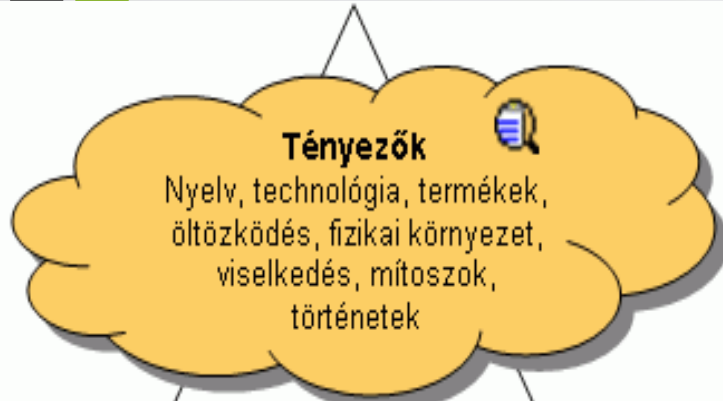 Tényezők
Nyelv, technológia, termékek,
öltözködés, fizikai környezet,
viselkedés, mítoszok,
történetek